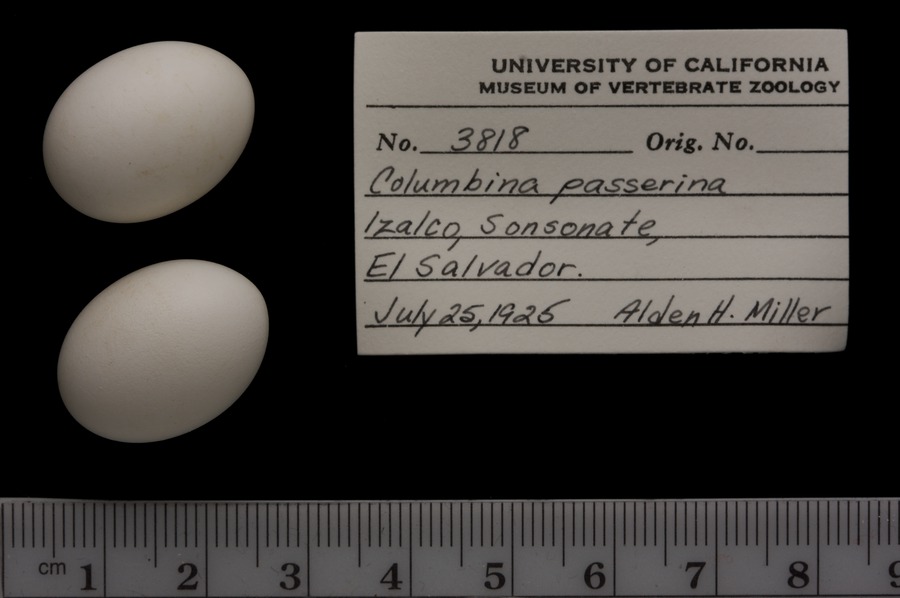 UNIVERSITY OF CALIFORNIA
MUSEUM OF VERTEBRATE ZOOLOGY
No. 3818 Orig. No.
Columbina passerina
Izalco, Sonsonate,
El Salvador.
July 25, 1925 Alden H. Miller
cm 1 2 3 4 5 6 7 8 9